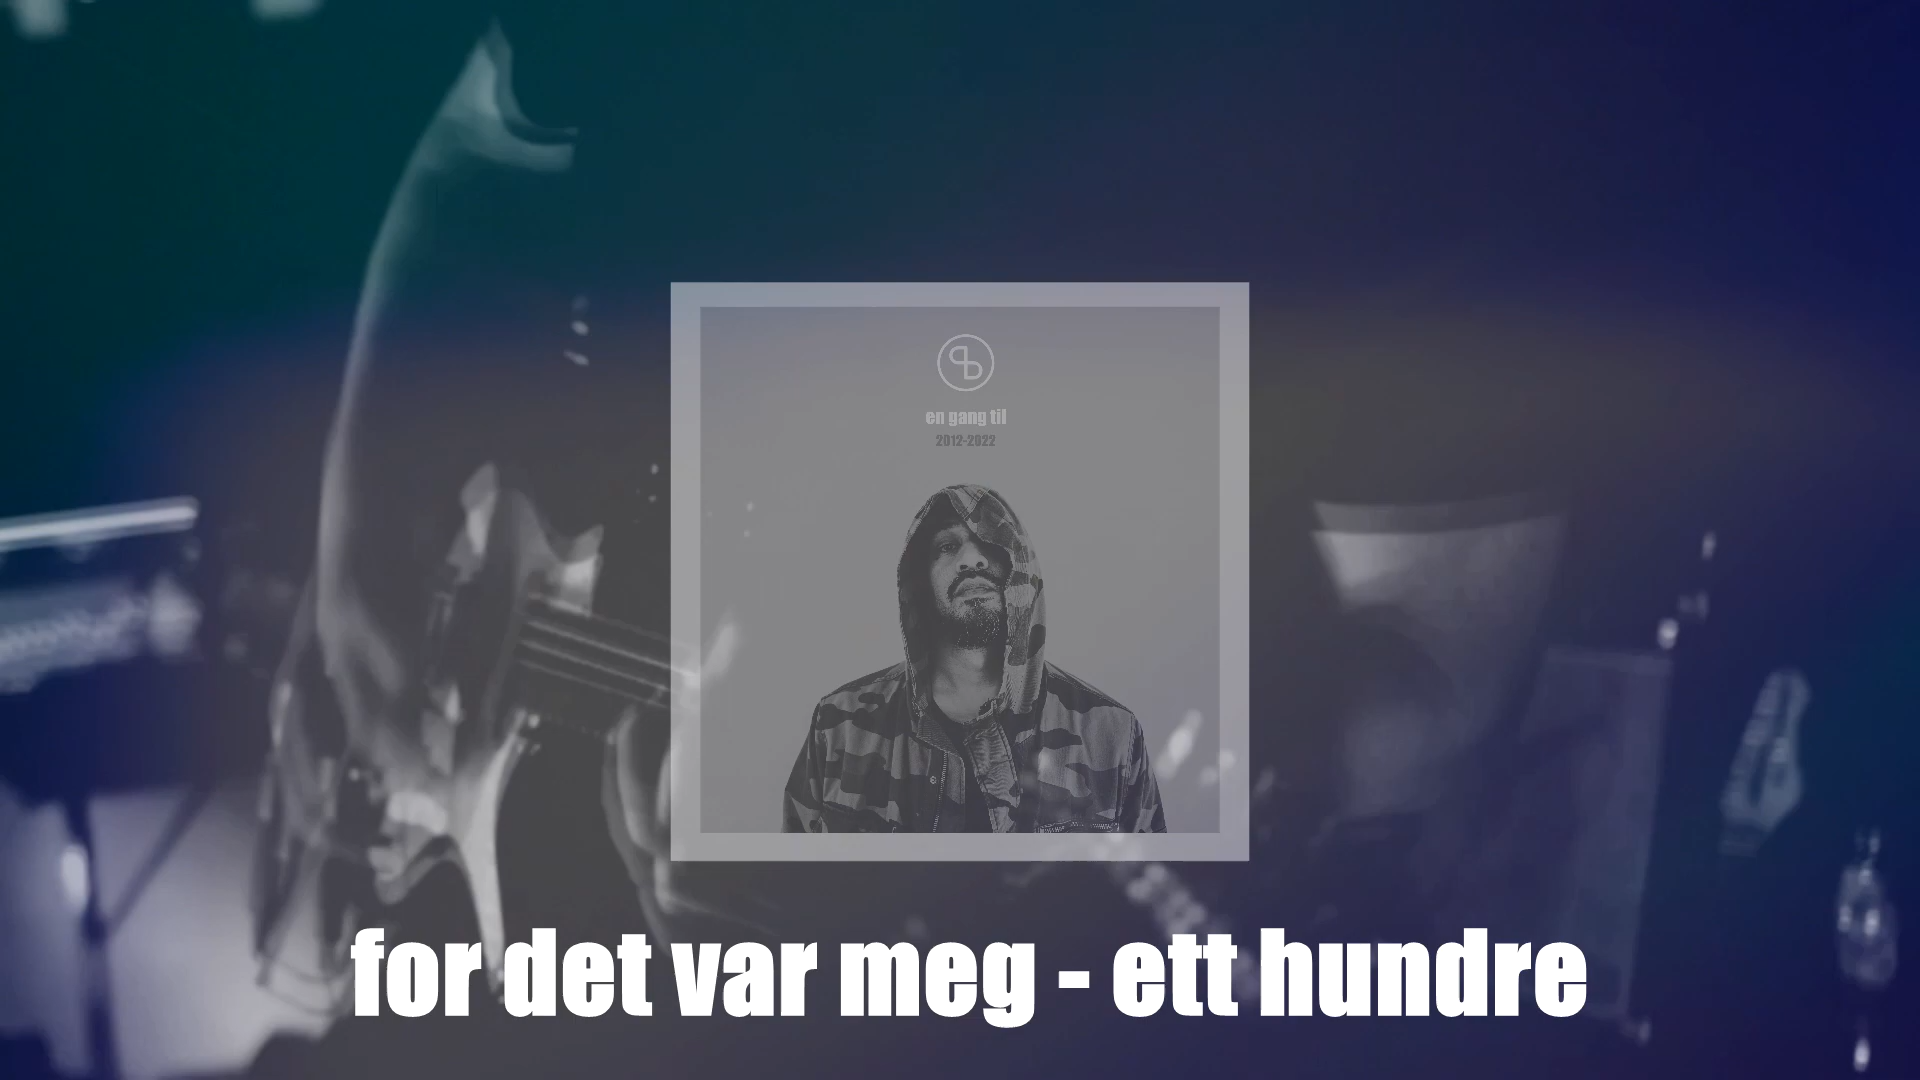 en gang til
2012-2022
for det var meg - ett hundre